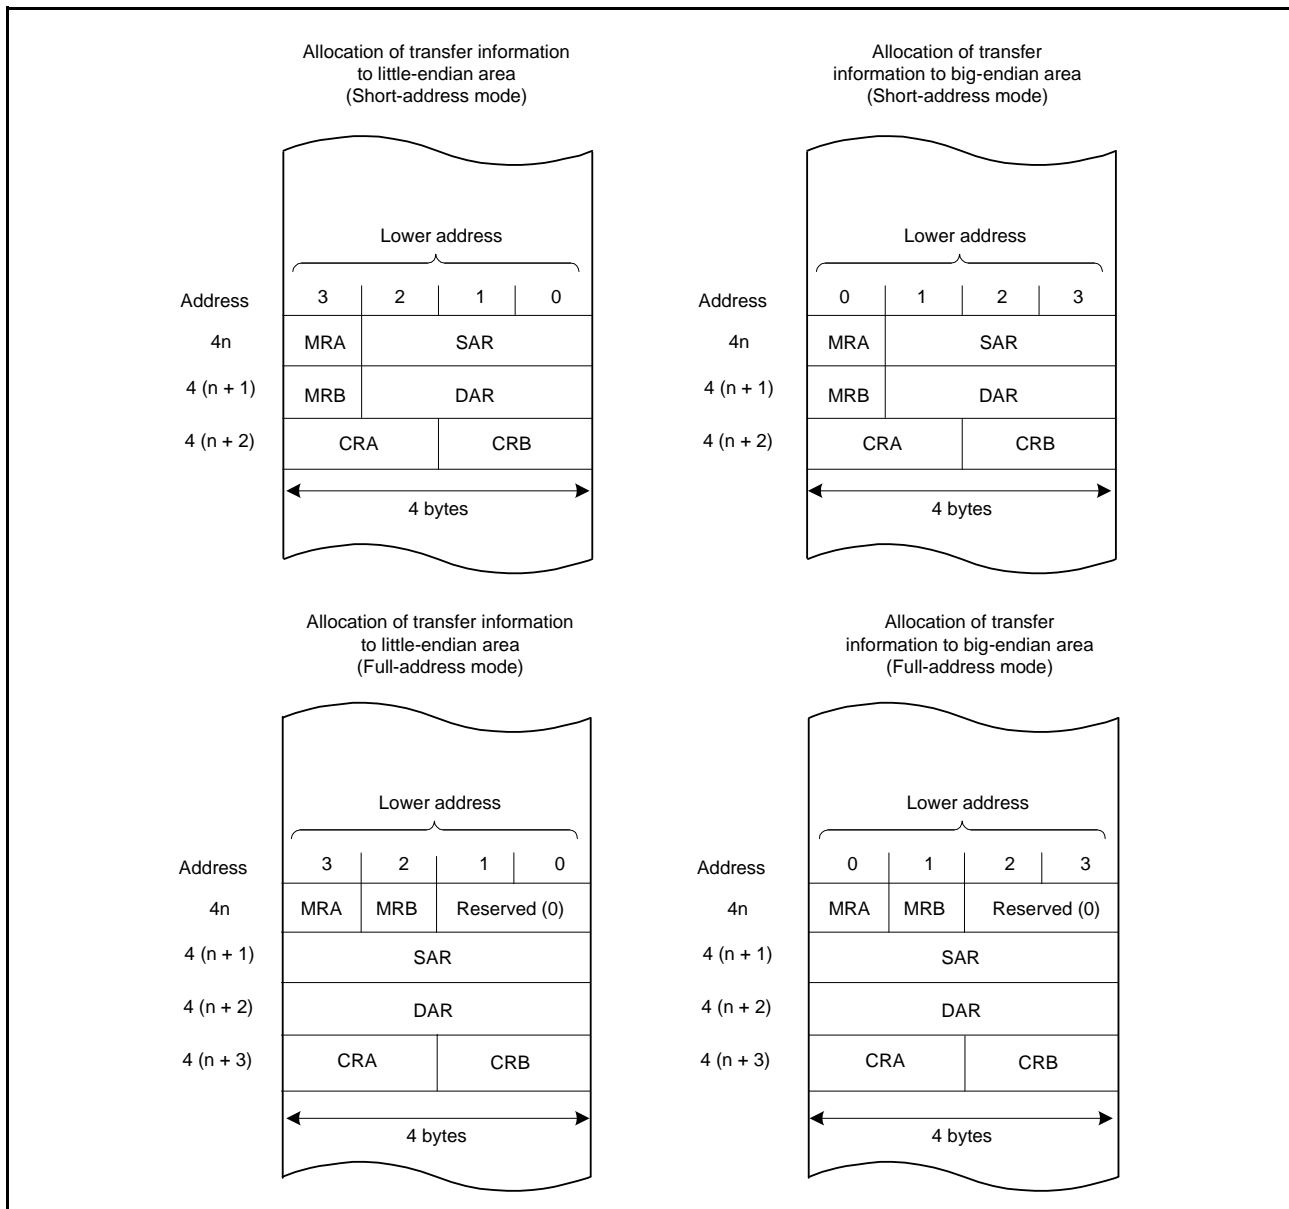 Allocation of transfer information
to little-endian area
(Short-address mode)
Lower address
Address 3 2 1 0
4n MRA SAR
4 (n + 1) MRB DAR
4 (n + 2) CRA CRB
4 bytes
Allocation of transfer
information to big-endian area
(Short-address mode)
Lower address
Address 0 1 2 3
4n MRA SAR
4 (n + 1) MRB DAR
4 (n + 2) CRA CRB
4 bytes
Allocation of transfer information
to little-endian area
(Full-address mode)
Lower address
Address 3 2 1 0
4n MRA MRB Reserved (0)
4 (n + 1) SAR
4 (n + 2) DAR
4 (n + 3) CRA CRB
4 bytes
Allocation of transfer
information to big-endian area
(Full-address mode)
Lower address
Address 0 1 2 3
4n MRA MRB Reserved (0)
4 (n + 1) SAR
4 (n + 2) DAR
4 (n + 3) CRA CRB
4 bytes